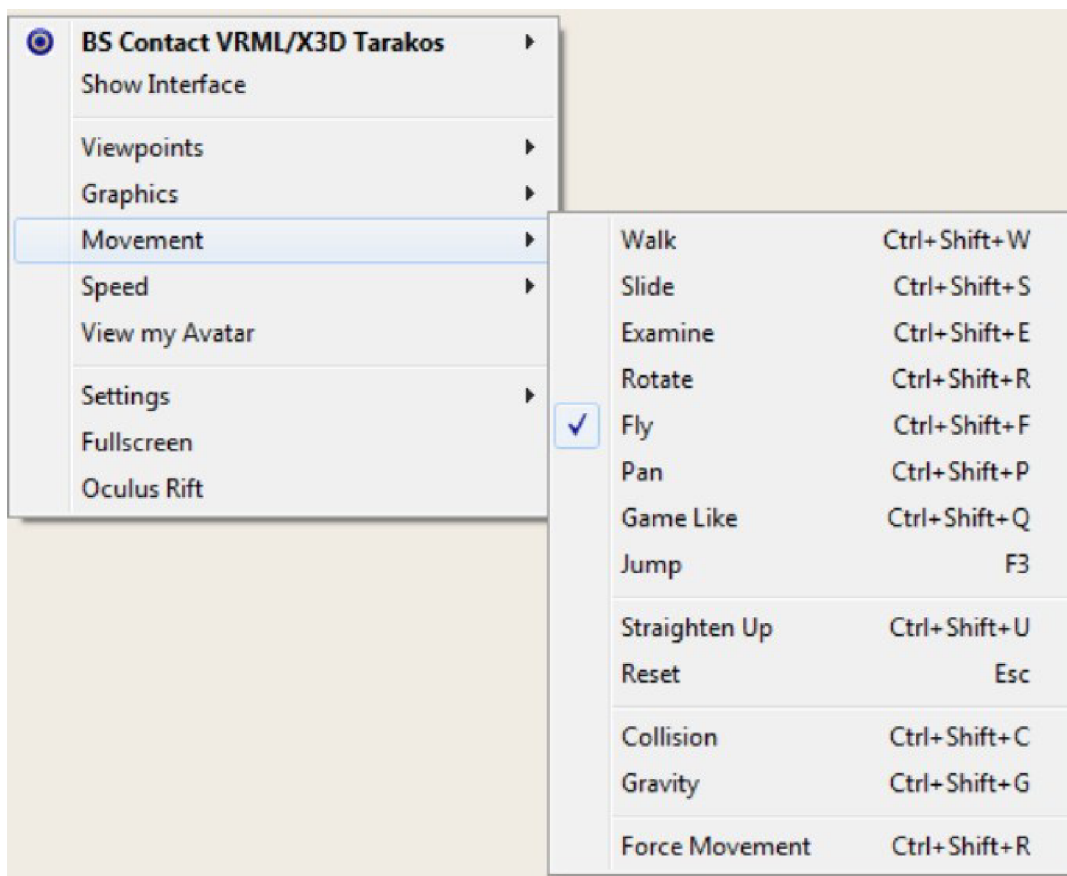 BS Contact VRML/X3D Tarakos
Show Interface
Viewpoints
Graphics
Movement
Speed
View my Avatar
Settings
Fullscreen
Oculus Rift
Walk Ctrl+Shift+W
Slide Ctrl+Shift+S
Examine Ctrl+Shift+E
Rotate Ctrl+Shift+R
Fly Ctrl+Shift+F
Pan Ctrl+Shift+P
Game Like Ctrl+Shift+Q
Jump F3
Straighten Up Ctrl+Shift+U
Reset Esc
Collision Ctrl+Shift+C
Gravity Ctrl+Shift+G
Force Movement Ctrl+Shift+R